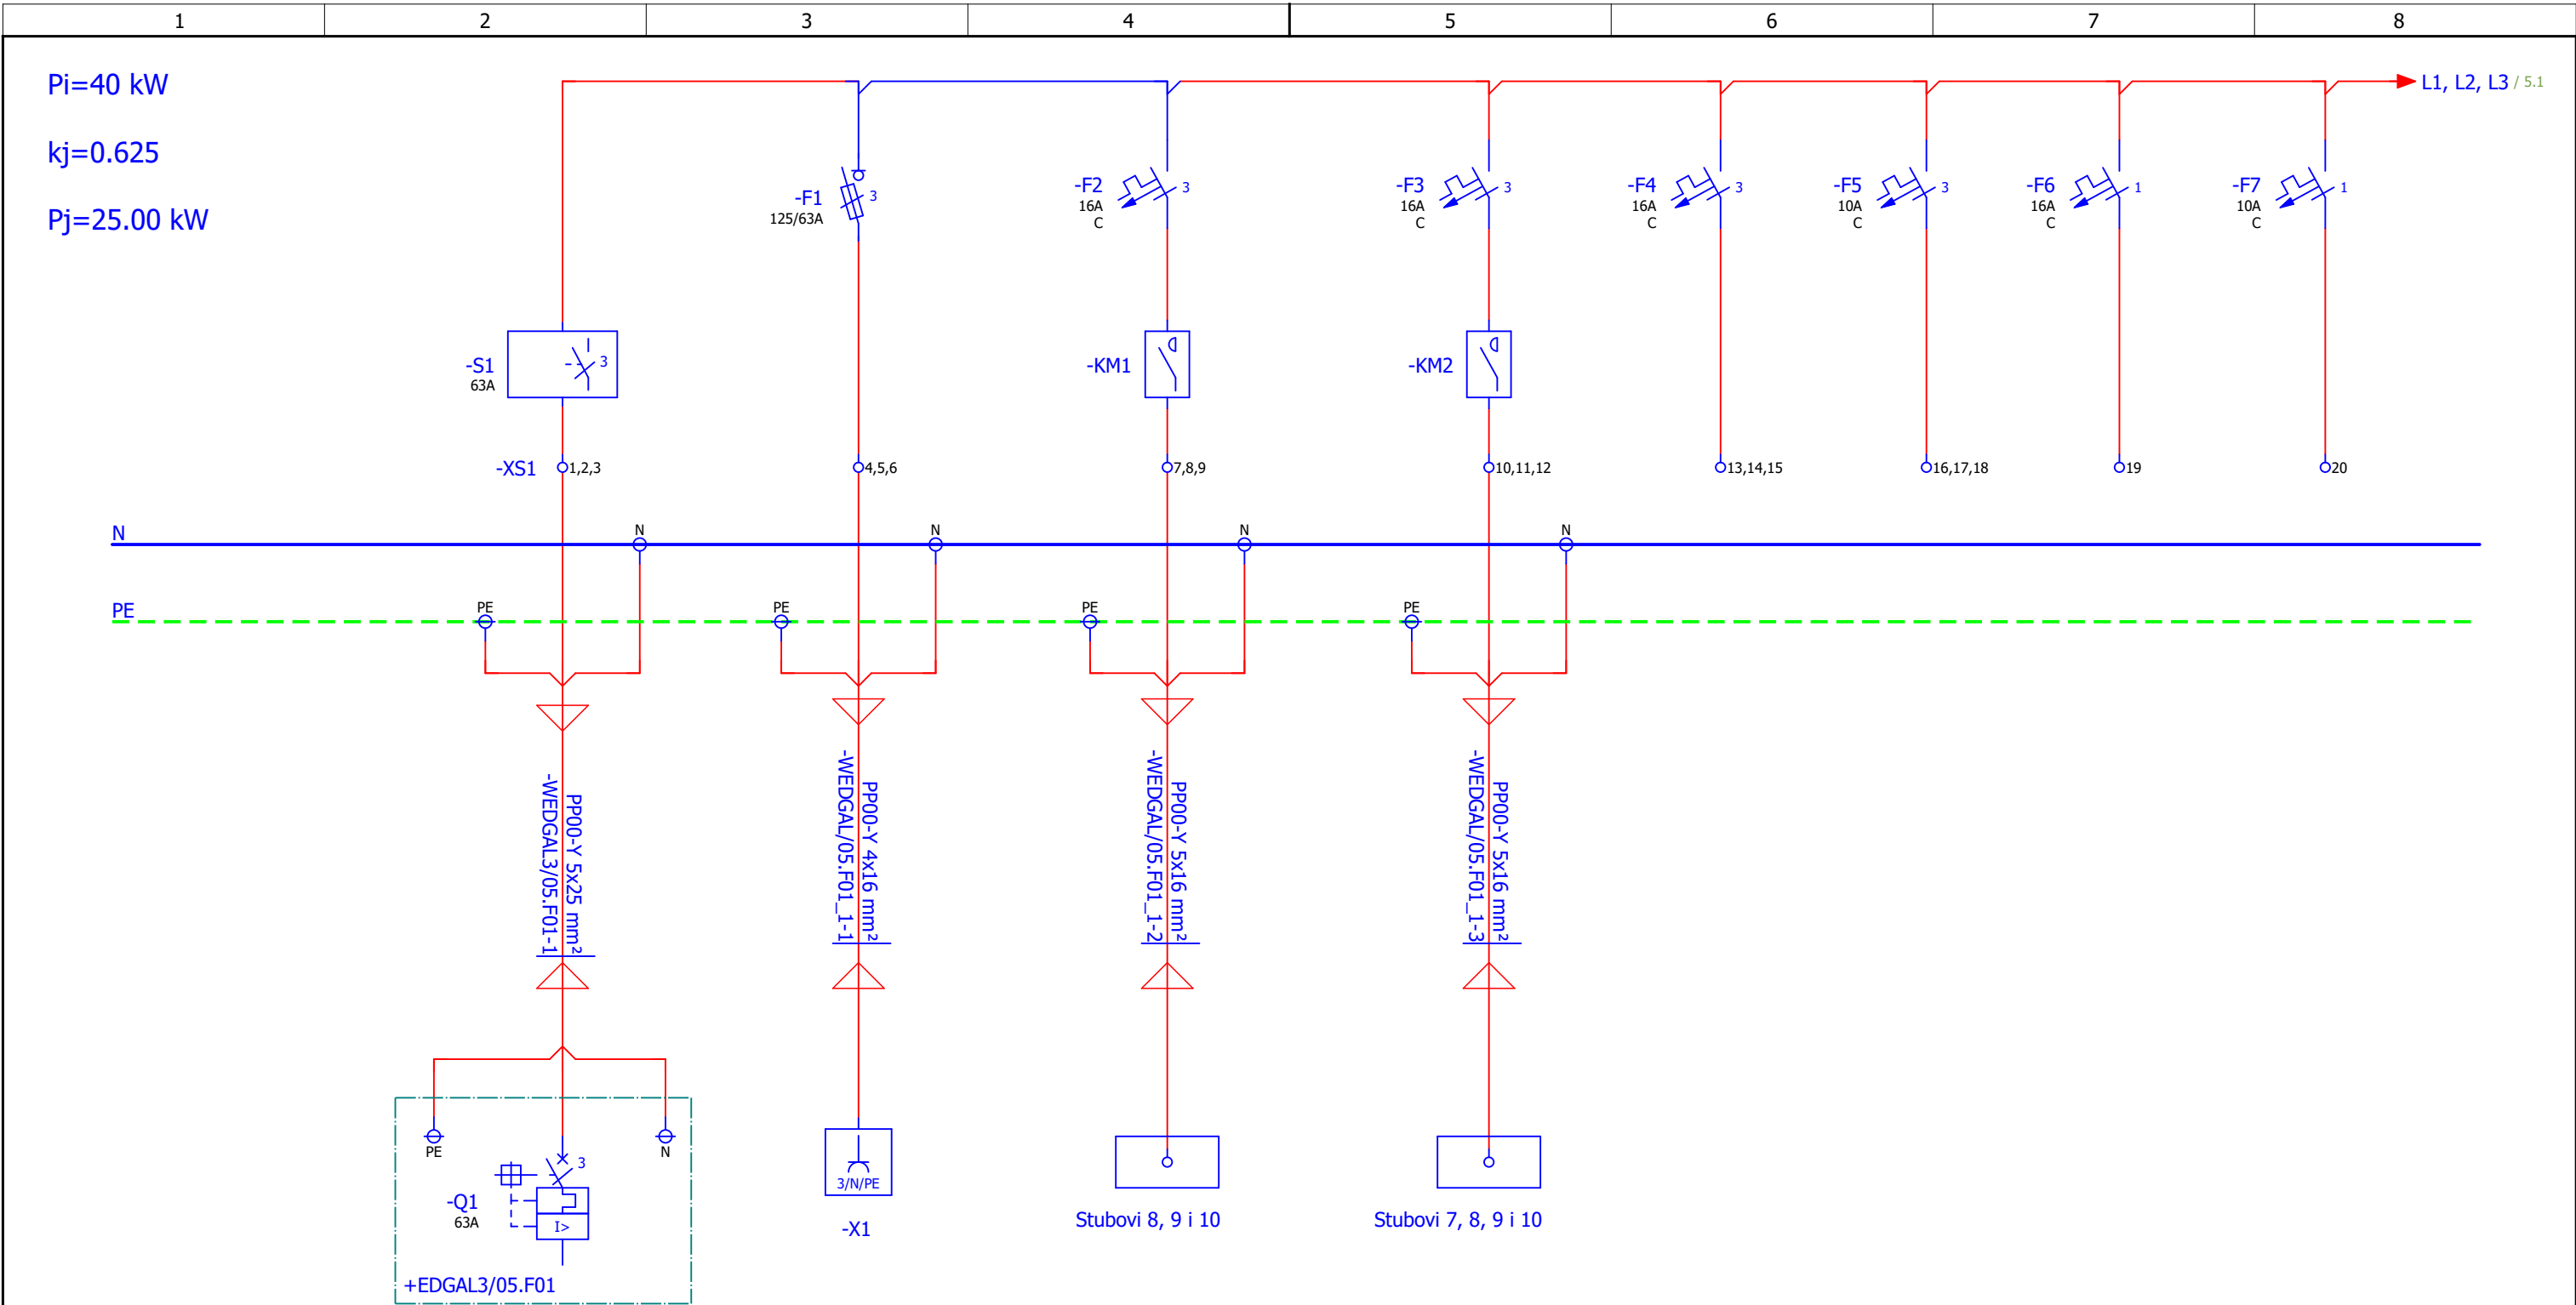 1 2 3 4 5 6 7 8
Pi=40 kW
kj=0.625
Pj=25.00 kW
L1, L2, L3 / 5.1
-F1
125/63A
3
-F2
16A
C
3
-F3
16A
C
3
-F4
16A
C
3
-F5
10A
C
3
-F6
16A
C
1
-F7
10A
C
1
-S1
63A
3
-KM1
-KM2
-XS1
1,2,3
4,5,6
7,8,9
10,11,12
13,14,15
16,17,18
19
20
N
N
N
N
N
PE
PE
PE
PE
PE
-WEDGAL3/05.F01-1
PP00-Y 5x25 mm²
-WEDGAL/05.F01_1-1
PP00-Y 4x16 mm²
-WEDGAL/05.F01_1-2
PP00-Y 5x16 mm²
-WEDGAL/05.F01_1-3
PP00-Y 5x16 mm²
PE
N
3
-Q1
63A
I>
+EDGAL3/05.F01
3/N/PE
-X1
Stubovi 8, 9 i 10
Stubovi 7, 8, 9 i 10